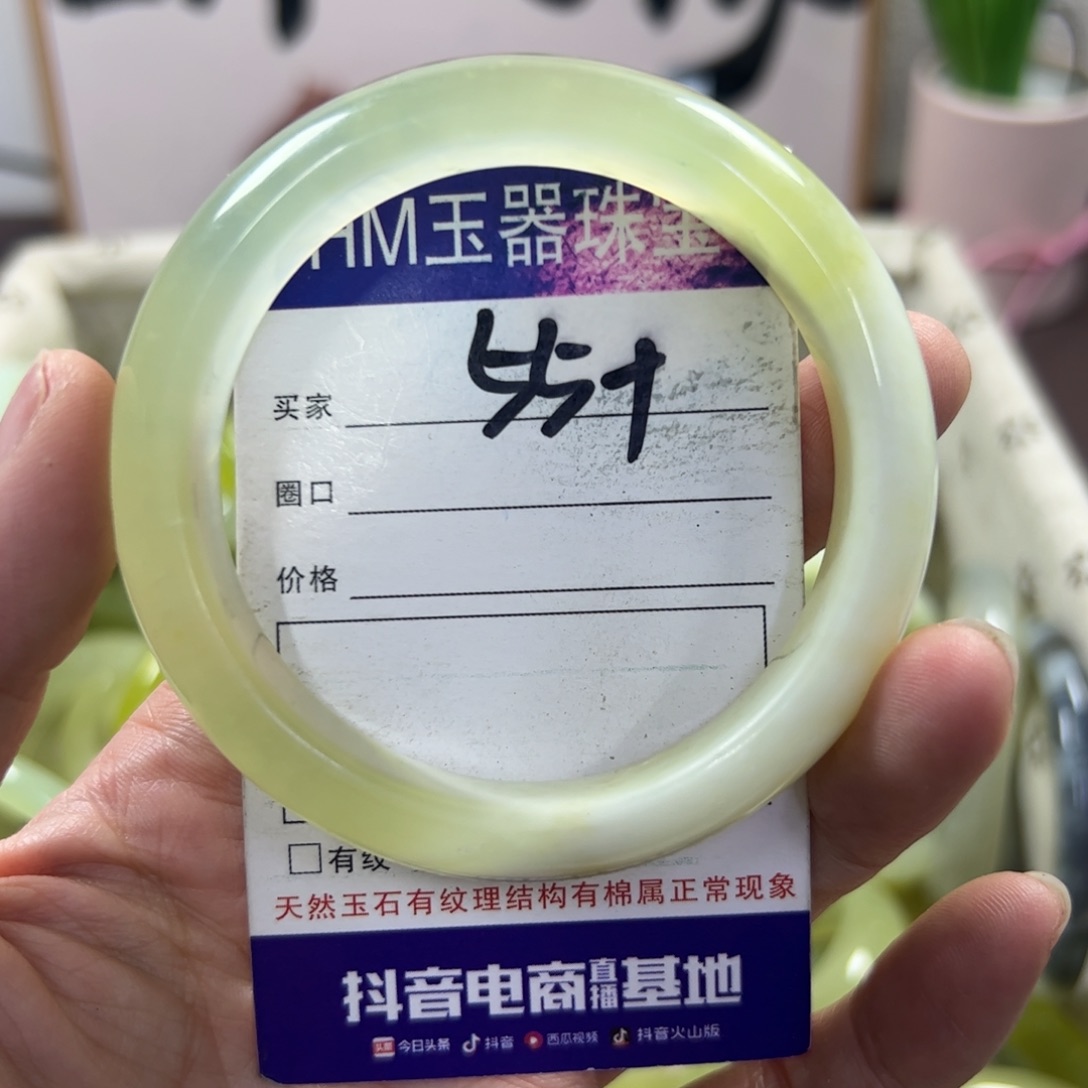 HM玉器珠宝
买家
圈口
价格
有纹
天然玉石有纹理结构有棉属正常现象
抖音电商直播基地
头条 今日头条 抖音 西瓜视频 抖音火山版